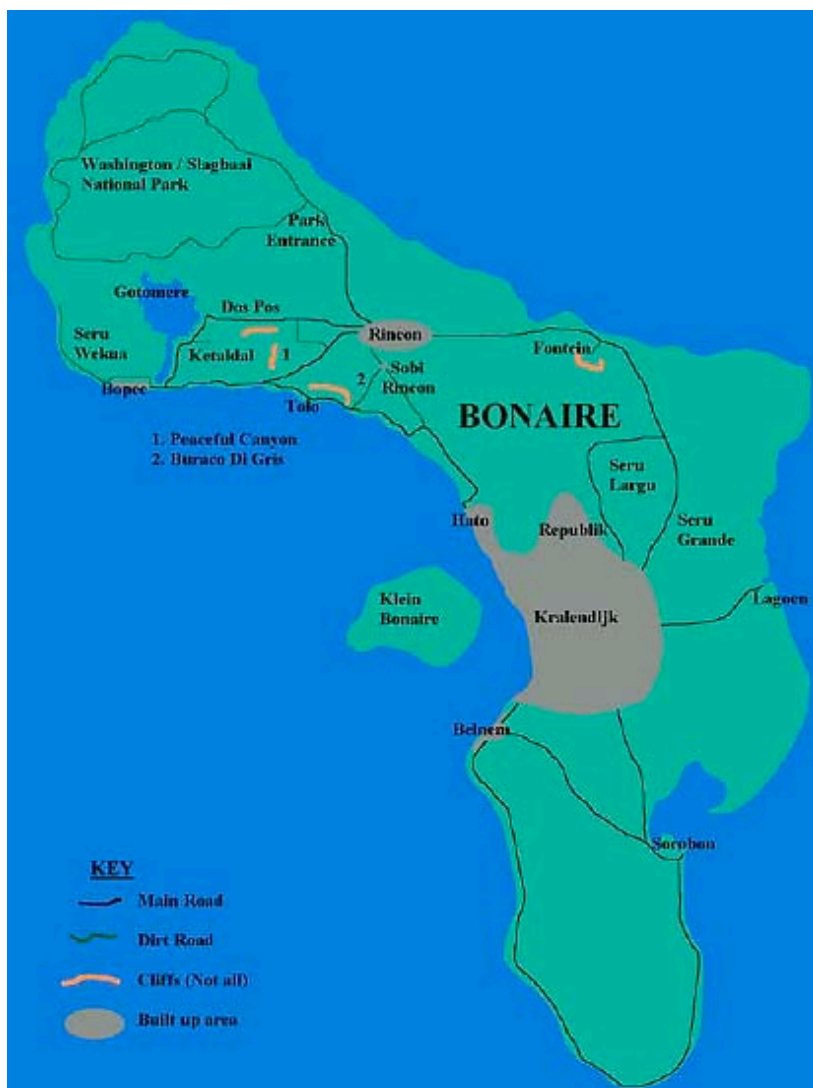 Washington / Slagbaai
National Park
Park
Entrance
Gotomere
Dos Pos
Rincon
Seru
Wekua
Ketaldal
1
Fontein
Sobi
Rincon
2
Bopec
Tolo
BONAIRE
1. Peaceful Canyon
2. Buraco Di Gris
Seru
Largu
Hato
Republik
Seru
Grande
Klein
Bonaire
Kralendijk
Lagoen
Belnem
Sorobon
KEY
Main Road
Dirt Road
Cliffs (Not all)
Built up area